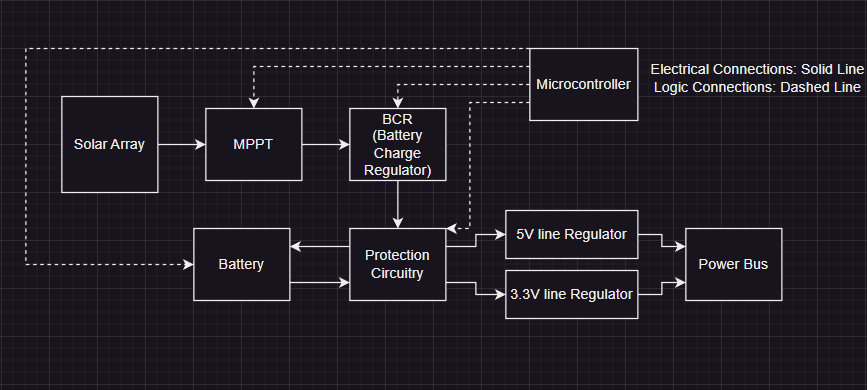 Microcontroller
Electrical Connections: Solid Line
Logic Connections: Dashed Line
Solar Array
MPPT
BCR
(Battery
Charge
Regulator)
5V line Regulator
Battery
Protection
Circuitry
Power Bus
3.3V line Regulator